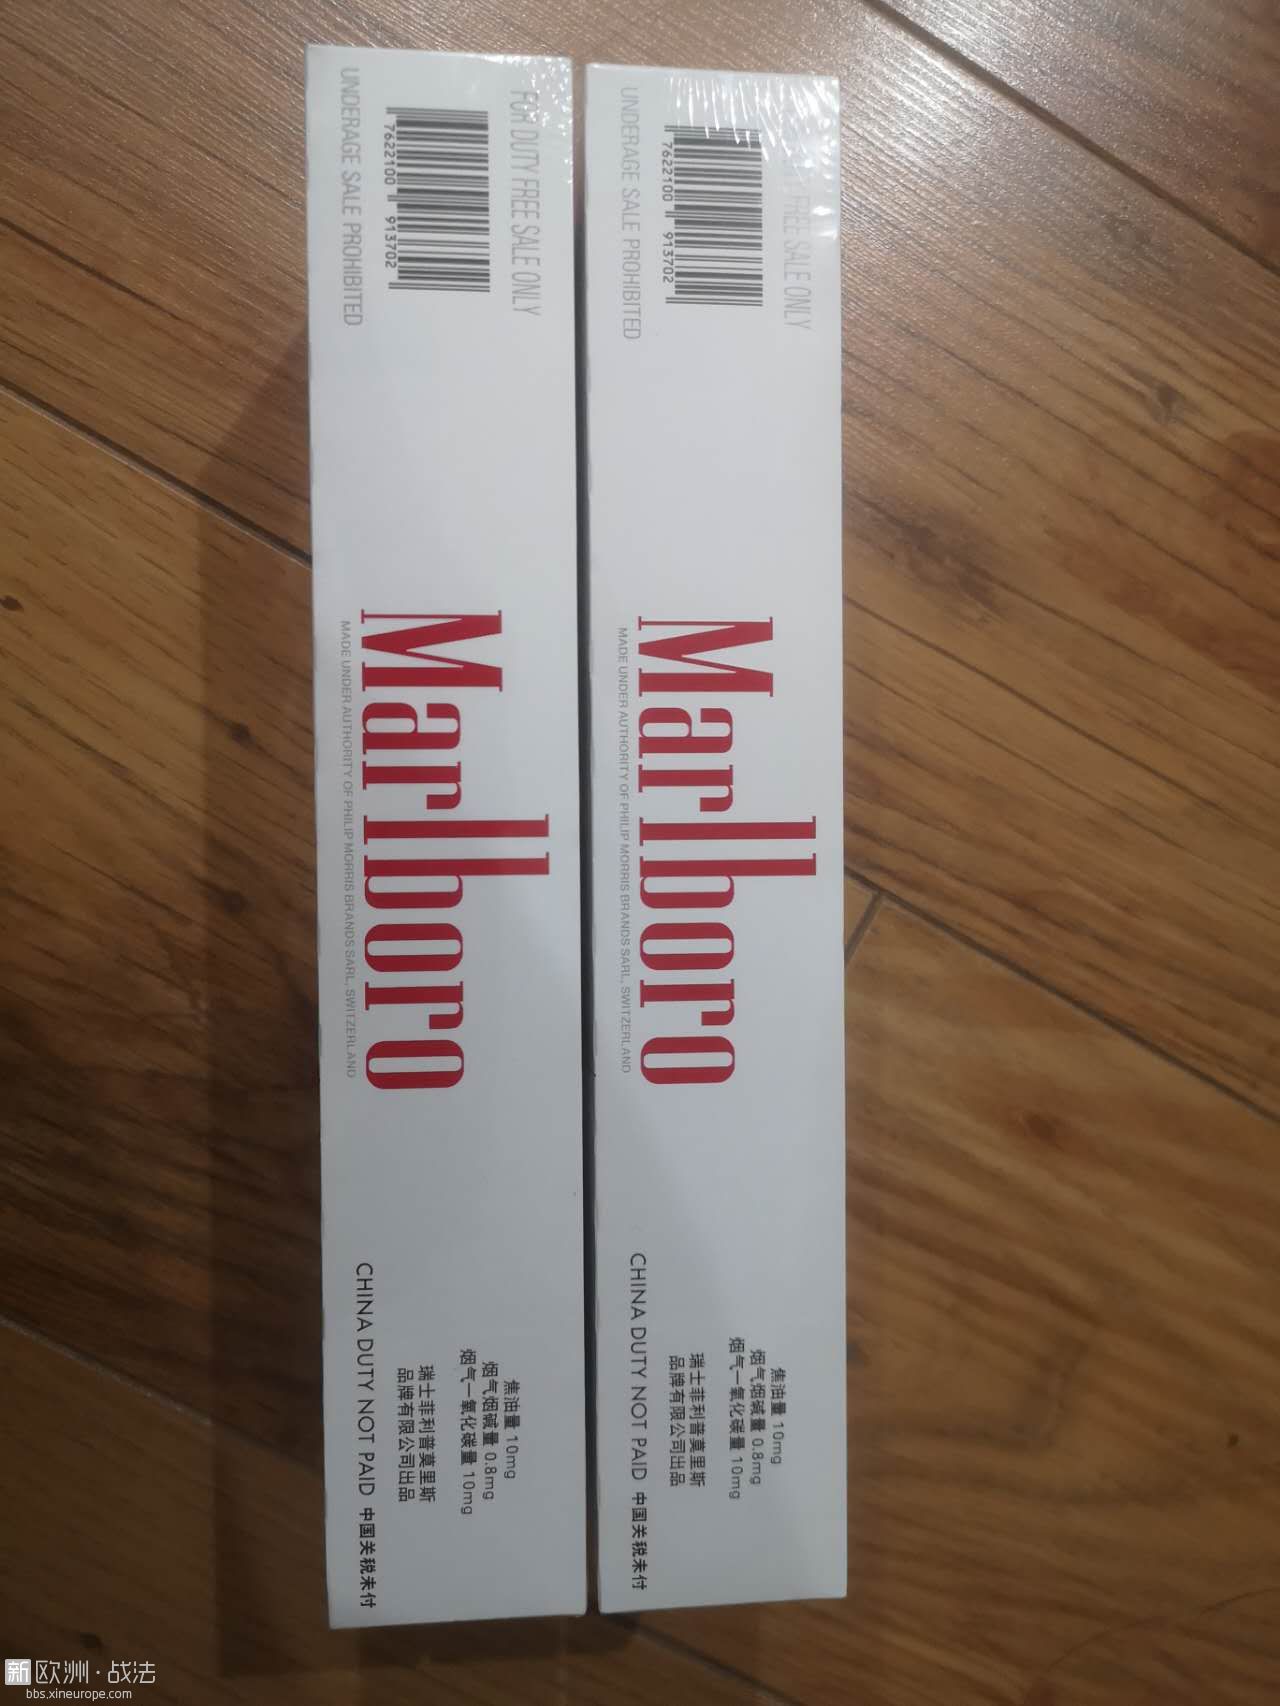 FOR DUTY FREE SALE ONLY
7622100 913702
UNDERAGE SALE PROHIBITED
Marlboro
MADE UNDER AUTHORITY OF PHILIP MORRIS BRANDS SARL, SWITZERLAND
焦油量 10mg
烟气烟碱量 0.8mg
烟气一氧化碳量 10mg
瑞士菲利普莫里斯
品牌有限公司出品
CHINA DUTY NOT PAID 中国关税未付
FREE SALE ONLY
7622100 913702
UNDERAGE SALE PROHIBITED
Marlboro
MADE UNDER AUTHORITY OF PHILIP MORRIS BRANDS SARL, SWITZERLAND
焦油量 10mg
烟气烟碱量 0.8mg
烟气一氧化碳量 10mg
瑞士菲利普莫里斯
品牌有限公司出品
CHINA DUTY NOT PAID 中国关税未付
新欧洲·战法
bbs.xineurope.com